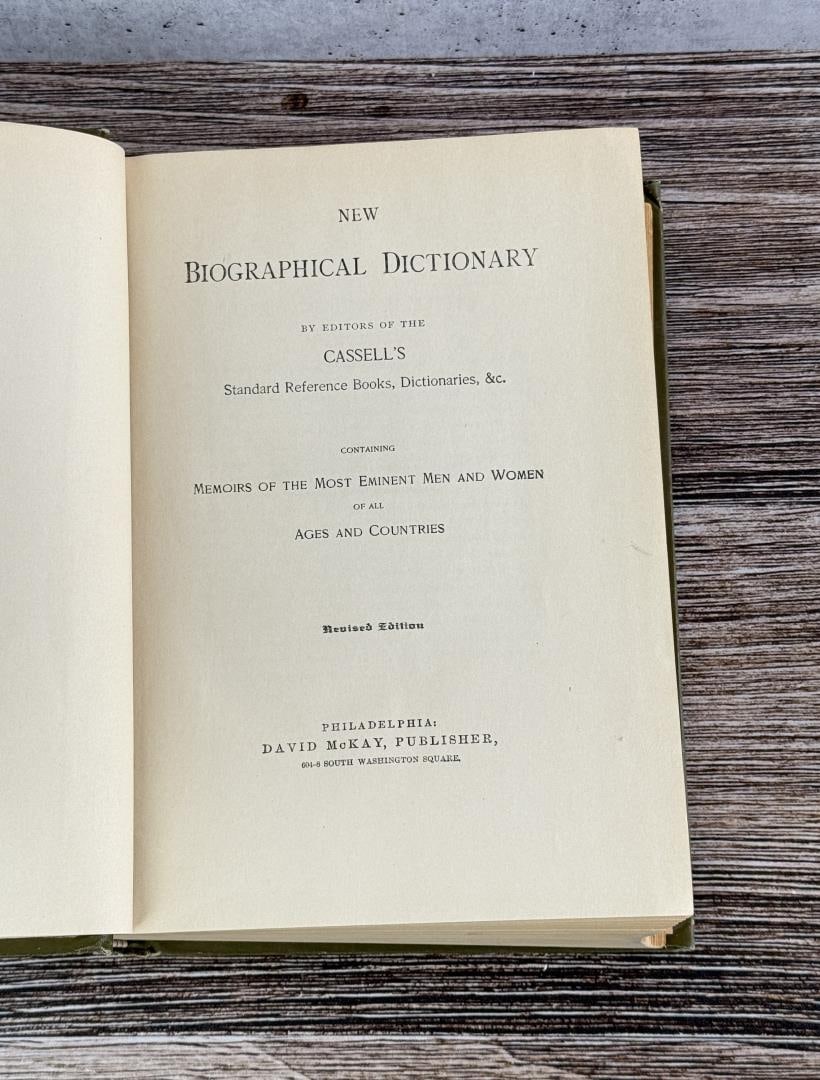 NEW
BIOGRAPHICAL DICTIONARY
BY EDITORS OF THE
CASSELL'S
Standard Reference Books, Dictionaries, &c.
CONTAINING
MEMOIRS OF THE MOST EMINENT MEN AND WOMEN
OF ALL
AGES AND COUNTRIES
Revised Edition
PHILADELPHIA:
DAVID McKAY, PUBLISHER,
604-8 SOUTH WASHINGTON SQUARE.